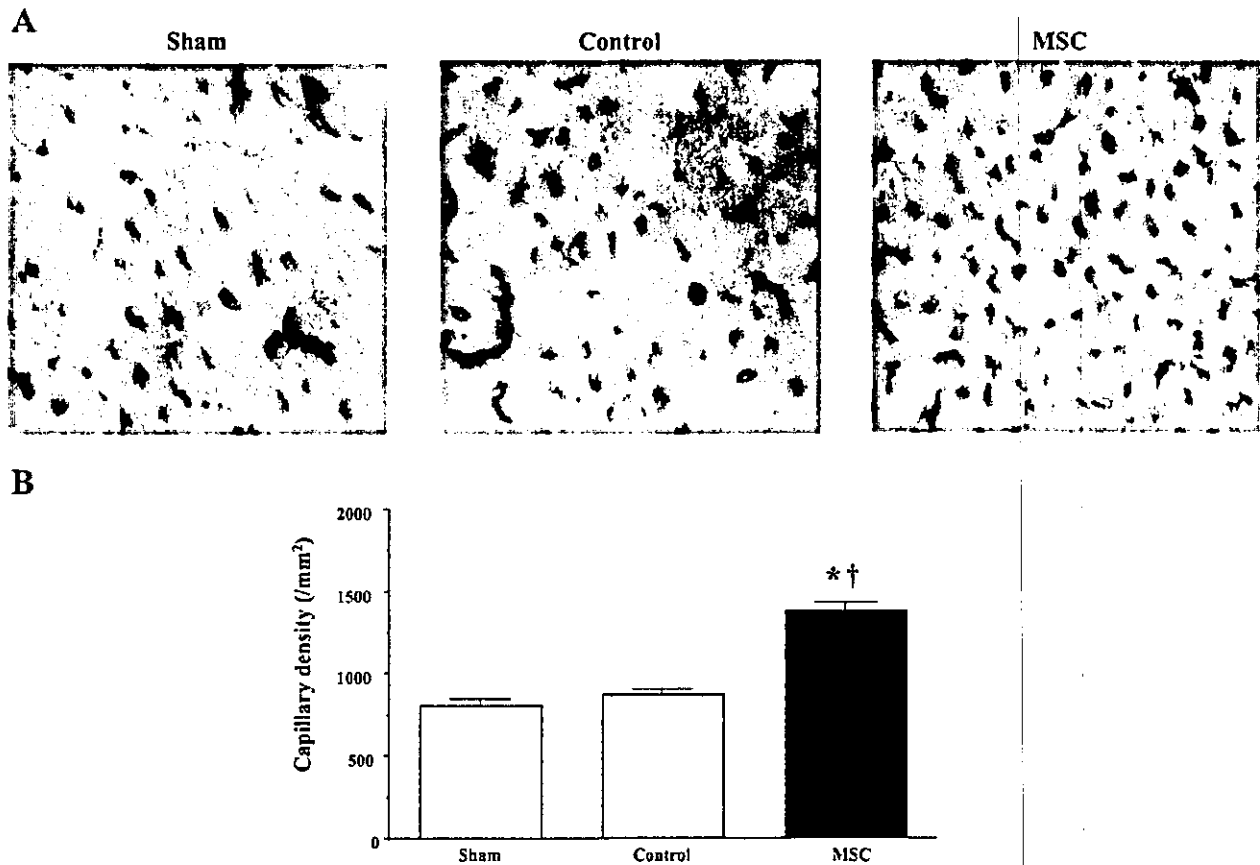 A
Sham Control MSC
B
Capillary density (/mm²)
2000
1500
1000
500
0
*†
Sham Control MSC